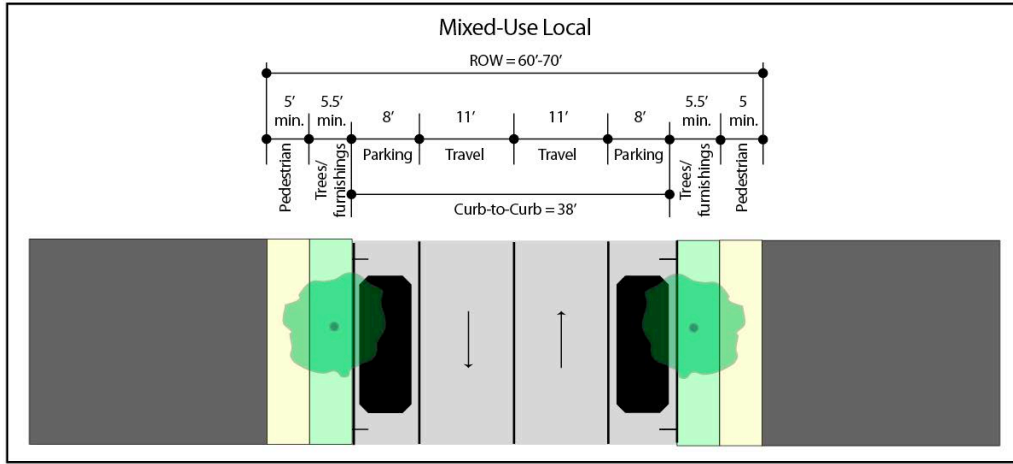 Mixed-Use Local
ROW = 60’-70’
5’
min.
5.5’
min.
8’
11’
11’
8’
5.5’
min.
5
min.
Pedestrian
Trees/
furnishings
Parking
Travel
Travel
Parking
Trees/
furnishings
Pedestrian
Curb-to-Curb = 38’